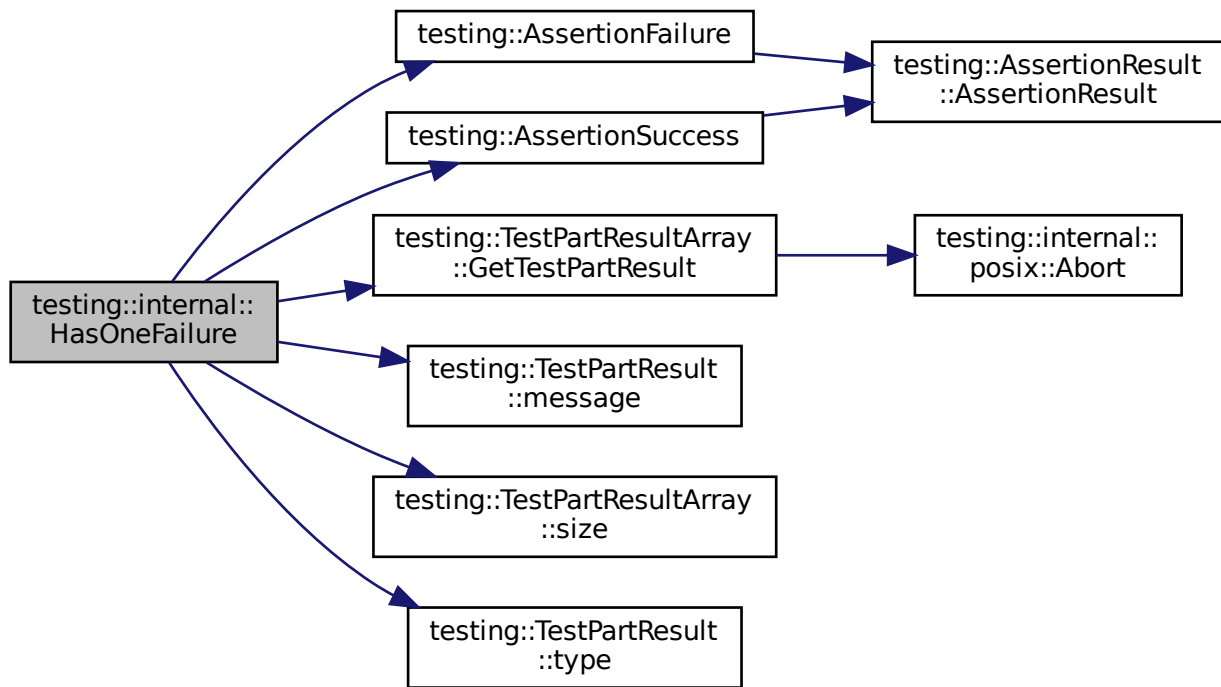 testing::AssertionFailure
testing::AssertionResult
::AssertionResult
testing::AssertionSuccess
testing::TestPartResultArray
::GetTestPartResult
testing::internal::
posix::Abort
testing::internal::
HasOneFailure
testing::TestPartResult
::message
testing::TestPartResultArray
::size
testing::TestPartResult
::type